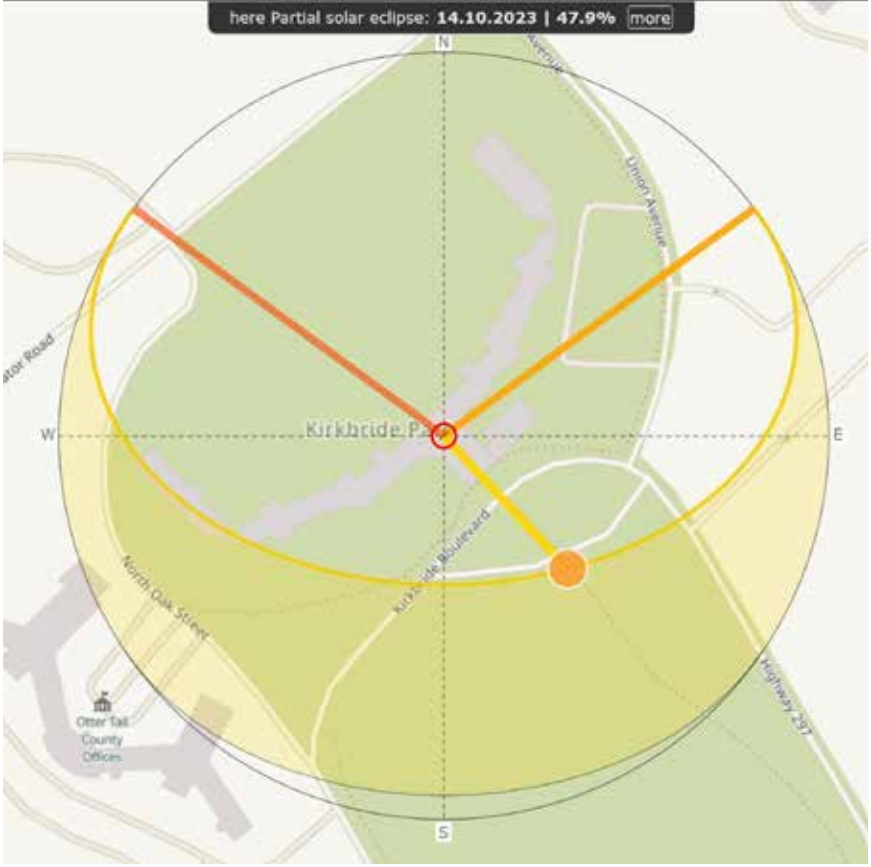 here Partial solar eclipse: 14.10.2023 | 47.9% more
N
Avenue
Union Avenue
ator Road
Kirkbride Pa
W
E
Kirkbride Boulevard
North Oak Street
Highway 297
Otter Tail
County
Offices
S